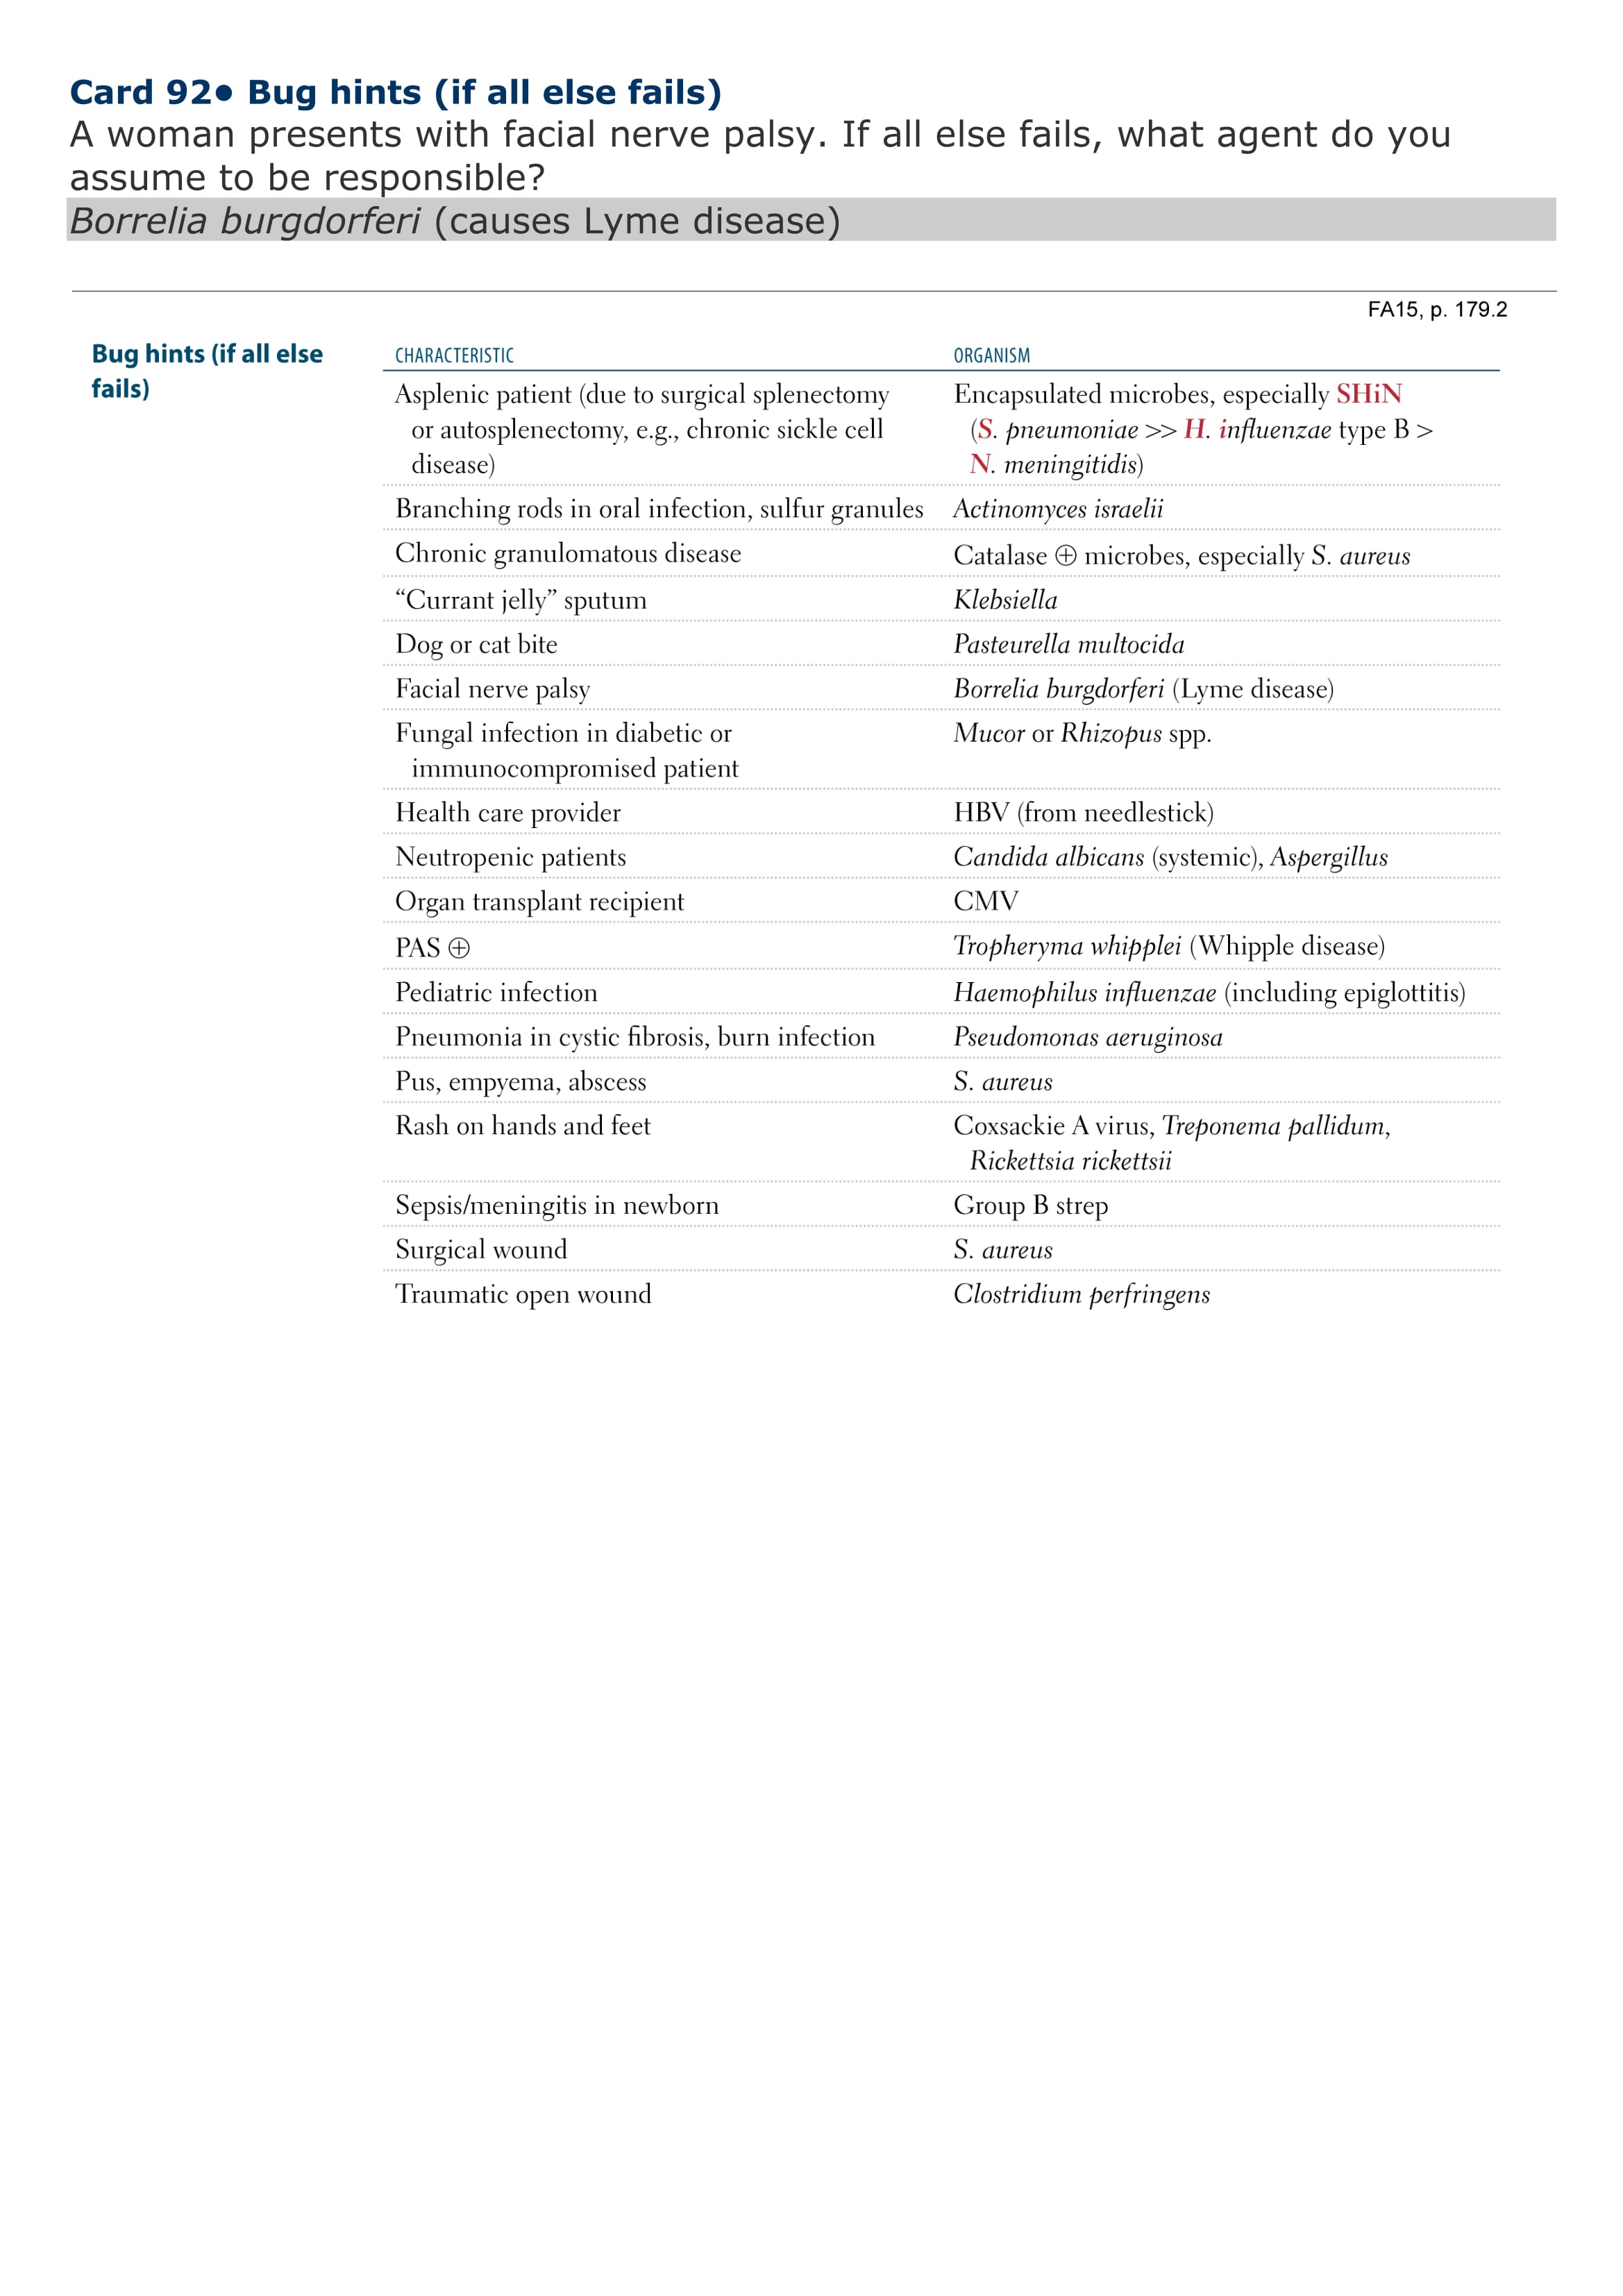 Card 92● Bug hints (if all else fails)
A woman presents with facial nerve palsy. If all else fails, what agent do you
assume to be responsible?
Borrelia burgdorferi (causes Lyme disease)
FA15, p. 179.2
Bug hints (if all else
fails)
CHARACTERISTIC ORGANISM
Asplenic patient (due to surgical splenectomy
or autosplenectomy, e.g., chronic sickle cell
disease)
Encapsulated microbes, especially SHiN
(S. pneumoniae >> H. influenzae type B >
N. meningitidis)
Branching rods in oral infection, sulfur granules Actinomyces israelii
Chronic granulomatous disease Catalase ⊕ microbes, especially S. aureus
“Currant jelly” sputum Klebsiella
Dog or cat bite Pasteurella multocida
Facial nerve palsy Borrelia burgdorferi (Lyme disease)
Fungal infection in diabetic or
immunocompromised patient
Mucor or Rhizopus spp.
Health care provider HBV (from needlestick)
Neutropenic patients Candida albicans (systemic), Aspergillus
Organ transplant recipient CMV
PAS ⊕ Tropheryma whipplei (Whipple disease)
Pediatric infection Haemophilus influenzae (including epiglottitis)
Pneumonia in cystic fibrosis, burn infection Pseudomonas aeruginosa
Pus, empyema, abscess S. aureus
Rash on hands and feet Coxsackie A virus, Treponema pallidum,
Rickettsia rickettsii
Sepsis/meningitis in newborn Group B strep
Surgical wound S. aureus
Traumatic open wound Clostridium perfringens